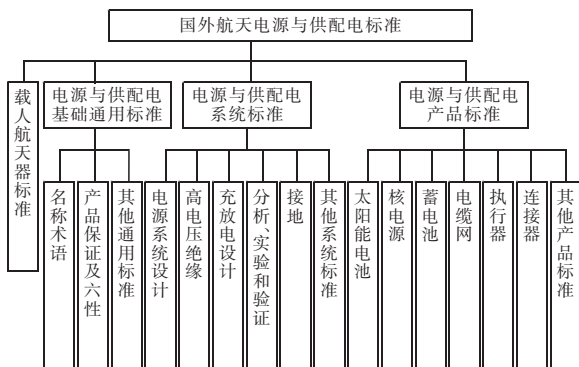 国外航天电源与供配电标准
载人航天器标准
电源与供配电
基础通用标准
电源与供配电
系统标准
电源与供配电
产品标准
名称术语
产品保证及六性
其他通用标准
电源系统设计
高电压绝缘
充放电设计
分析、实验和验证
接地
其他系统标准
太阳能电池
核电源
蓄电池
电缆网
执行器
连接器
其他产品标准